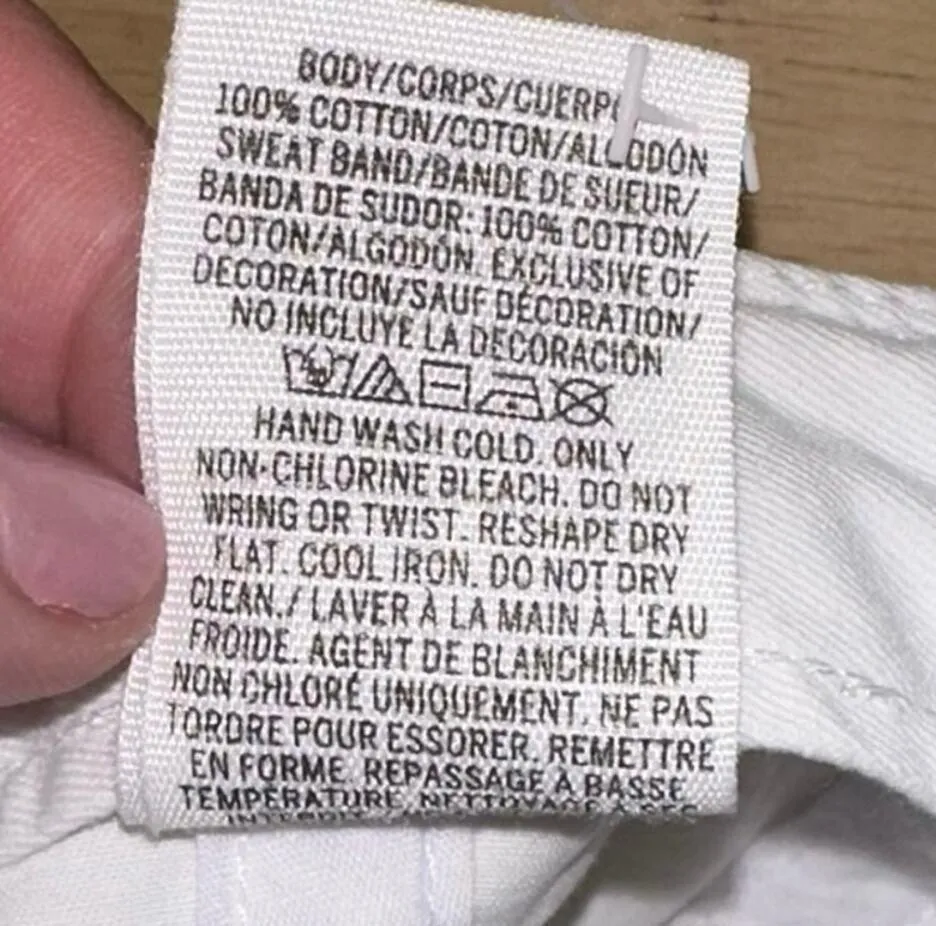 BODY/CORPS/CUERPO
100% COTTON/COTON/ALGODÓN
SWEAT BAND/BANDE DE SUEUR/
BANDA DE SUDOR: 100% COTTON/
COTON/ALGODÓN. EXCLUSIVE OF
DECORATION/SAUF DÉCORATION/
NO INCLUYE LA DECORACIÓN
HAND WASH COLD. ONLY
NON-CHLORINE BLEACH. DO NOT
WRING OR TWIST. RESHAPE DRY
FLAT. COOL IRON. DO NOT DRY
CLEAN./ LAVER À LA MAIN À L'EAU
FROIDE. AGENT DE BLANCHIMENT
NON CHLORÉ UNIQUEMENT. NE PAS
TORDRE POUR ESSORER. REMETTRE
EN FORME. REPASSAGE À BASSE
TEMPÉRATURE. NETTOYAGE À SEC